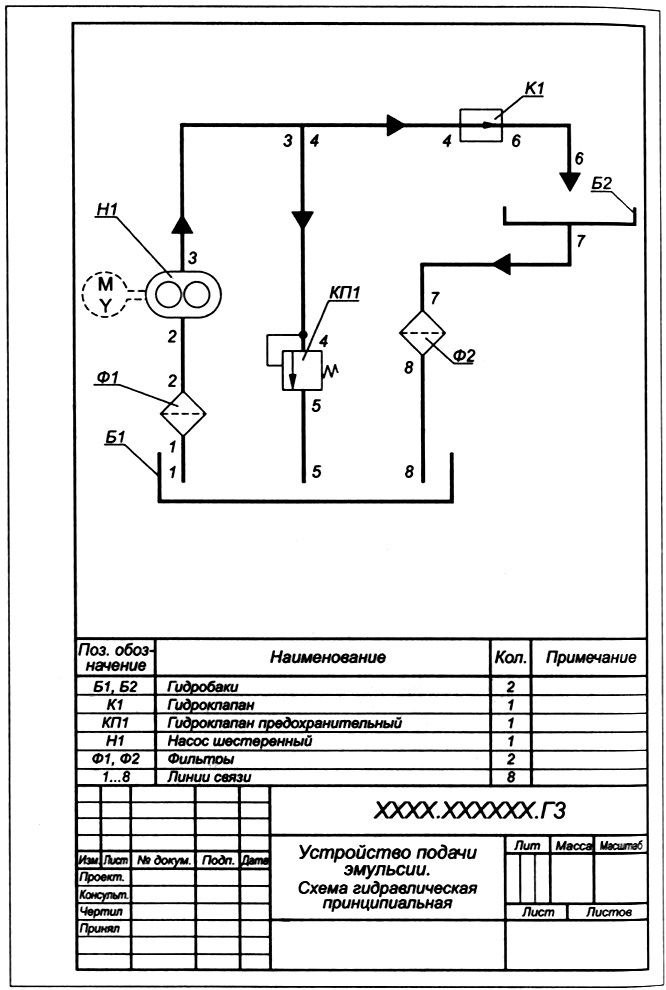 К1
3 4
4 6
6
Б2
Н1
7
3
М
У
КП1
7
2
4
Ф2
8
Ф1
2
5
Б1
1
1
5
8
Поз. обоз-
начение
Наименование
Кол.
Примечание
Б1, Б2 Гидробаки 2
К1 Гидроклапан 1
КП1 Гидроклапан предохранительный 1
Н1 Насос шестеренный 1
Ф1, Ф2 Фильтоы 2
1...8 Линии связи 8
ХХХХ.ХХХХХХ.Г3
Устройство подачи
эмульсии.
Схема гидравлическая
принципиальная
Лит Масса Масштаб
Лист Листов
Изм. Лист № докум. Подп. Дата
Проект.
Консульт.
Чертил
Принял